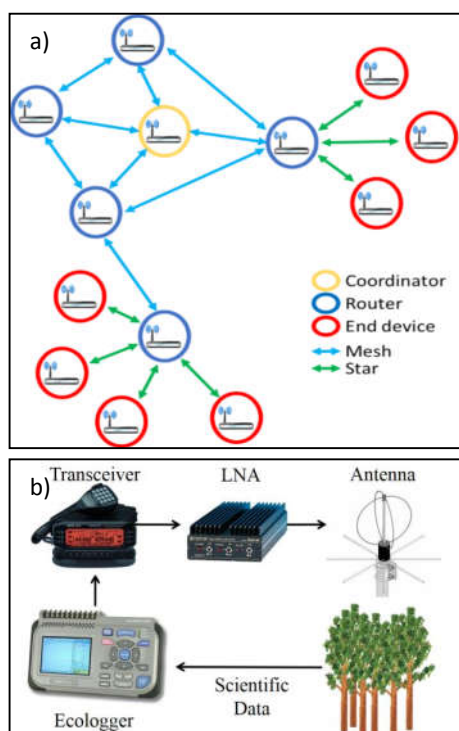 a)
Coordinator
Router
End device
Mesh
Star
b)
Transceiver
LNA
Antenna
Ecologger
Scientific
Data